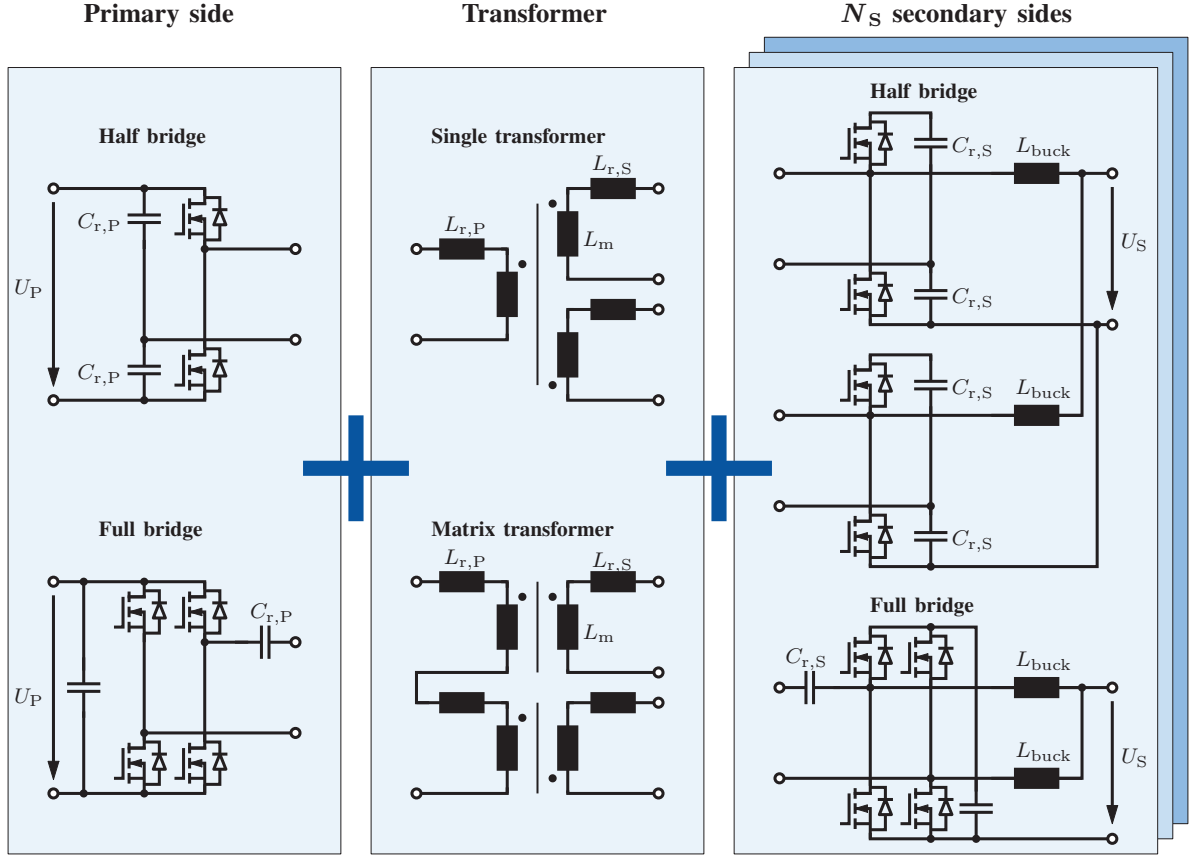 Primary side
Transformer
N_S secondary sides
Half bridge
C_r,P
U_P
C_r,P
Full bridge
C_r,P
U_P
Single transformer
L_r,S
L_r,P
L_m
Matrix transformer
L_r,P
L_r,S
L_m
Half bridge
C_r,S
L_buck
U_S
C_r,S
C_r,S
L_buck
C_r,S
Full bridge
C_r,S
L_buck
L_buck
U_S